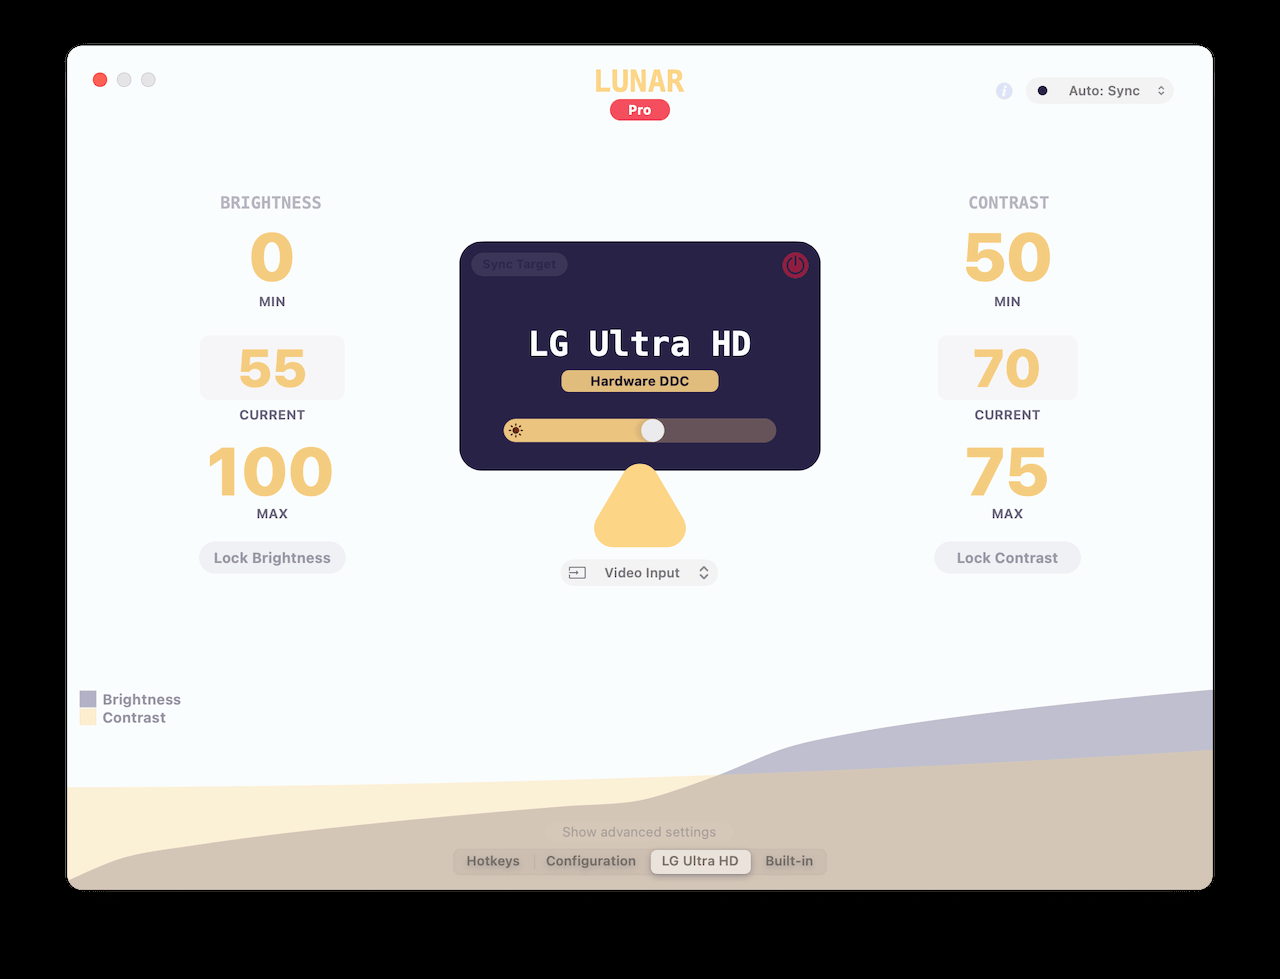 LUNAR
Pro
Auto: Sync
BRIGHTNESS
0
MIN
55
CURRENT
100
MAX
Lock Brightness
Sync Target
LG Ultra HD
Hardware DDC
Video Input
CONTRAST
50
MIN
70
CURRENT
75
MAX
Lock Contrast
Brightness
Contrast
Show advanced settings
Hotkeys Configuration LG Ultra HD Built-in